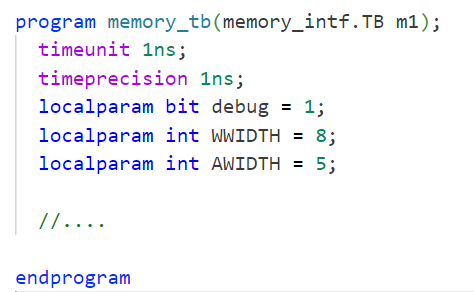 program memory_tb(memory_intf.TB m1);
timeunit 1ns;
timeprecision 1ns;
localparam bit debug = 1;
localparam int WWIDTH = 8;
localparam int AWIDTH = 5;
//....
endprogram